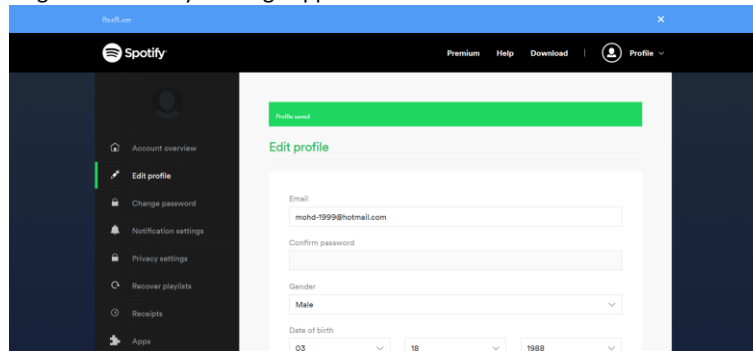 Spotify
Premium Help Download | Profile
Profile saved
Account overview
Edit profile
Edit profile
Change password
Notification settings
Privacy settings
Recover playlists
Receipts
Apps
Email
mohd-1999@hotmail.com
Confirm password
Gender
Male
Date of birth
03 18 1988